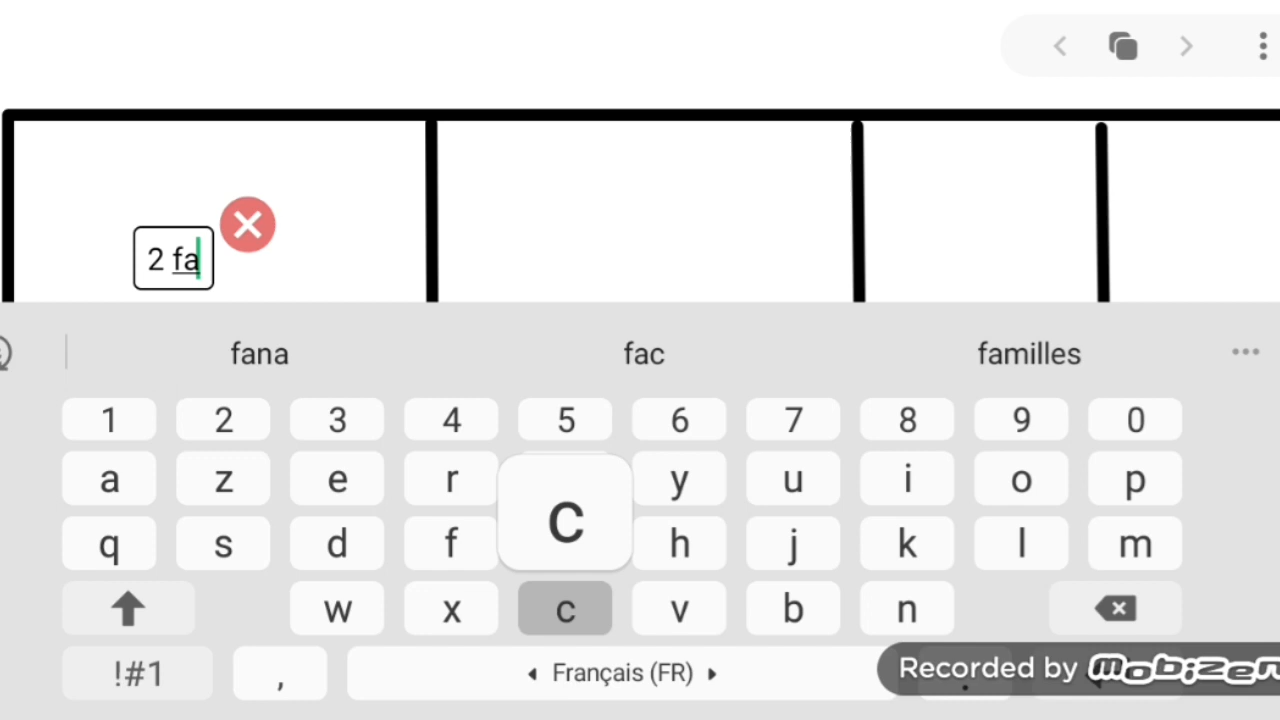 2 fa
fana fac familles
1 2 3 4 5 6 7 8 9 0
a z e r y u i o p
c
q s d f h j k l m
w x c v b n
!#1 , Français (FR) .
Recorded by mobizen